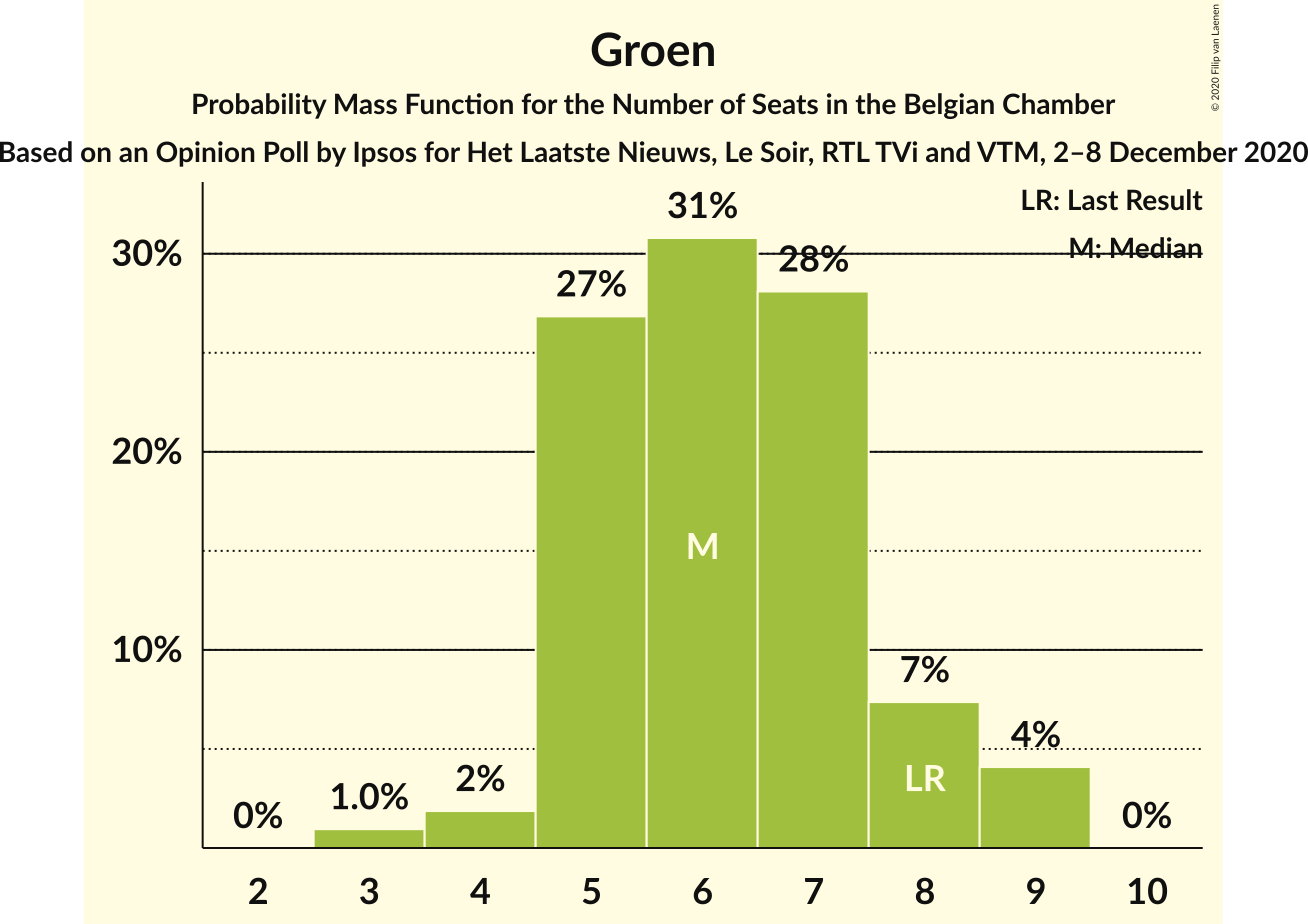 Groen
Probability Mass Function for the Number of Seats in the Belgian Chamber
Based on an Opinion Poll by Ipsos for Het Laatste Nieuws, Le Soir, RTL TVi and VTM, 2–8 December 2020
© 2020 Filip van Laenen
LR: Last Result
M: Median
30%
20%
10%
0%
1.0%
2%
27%
31%
28%
7%
4%
0%
M
LR
2 3 4 5 6 7 8 9 10